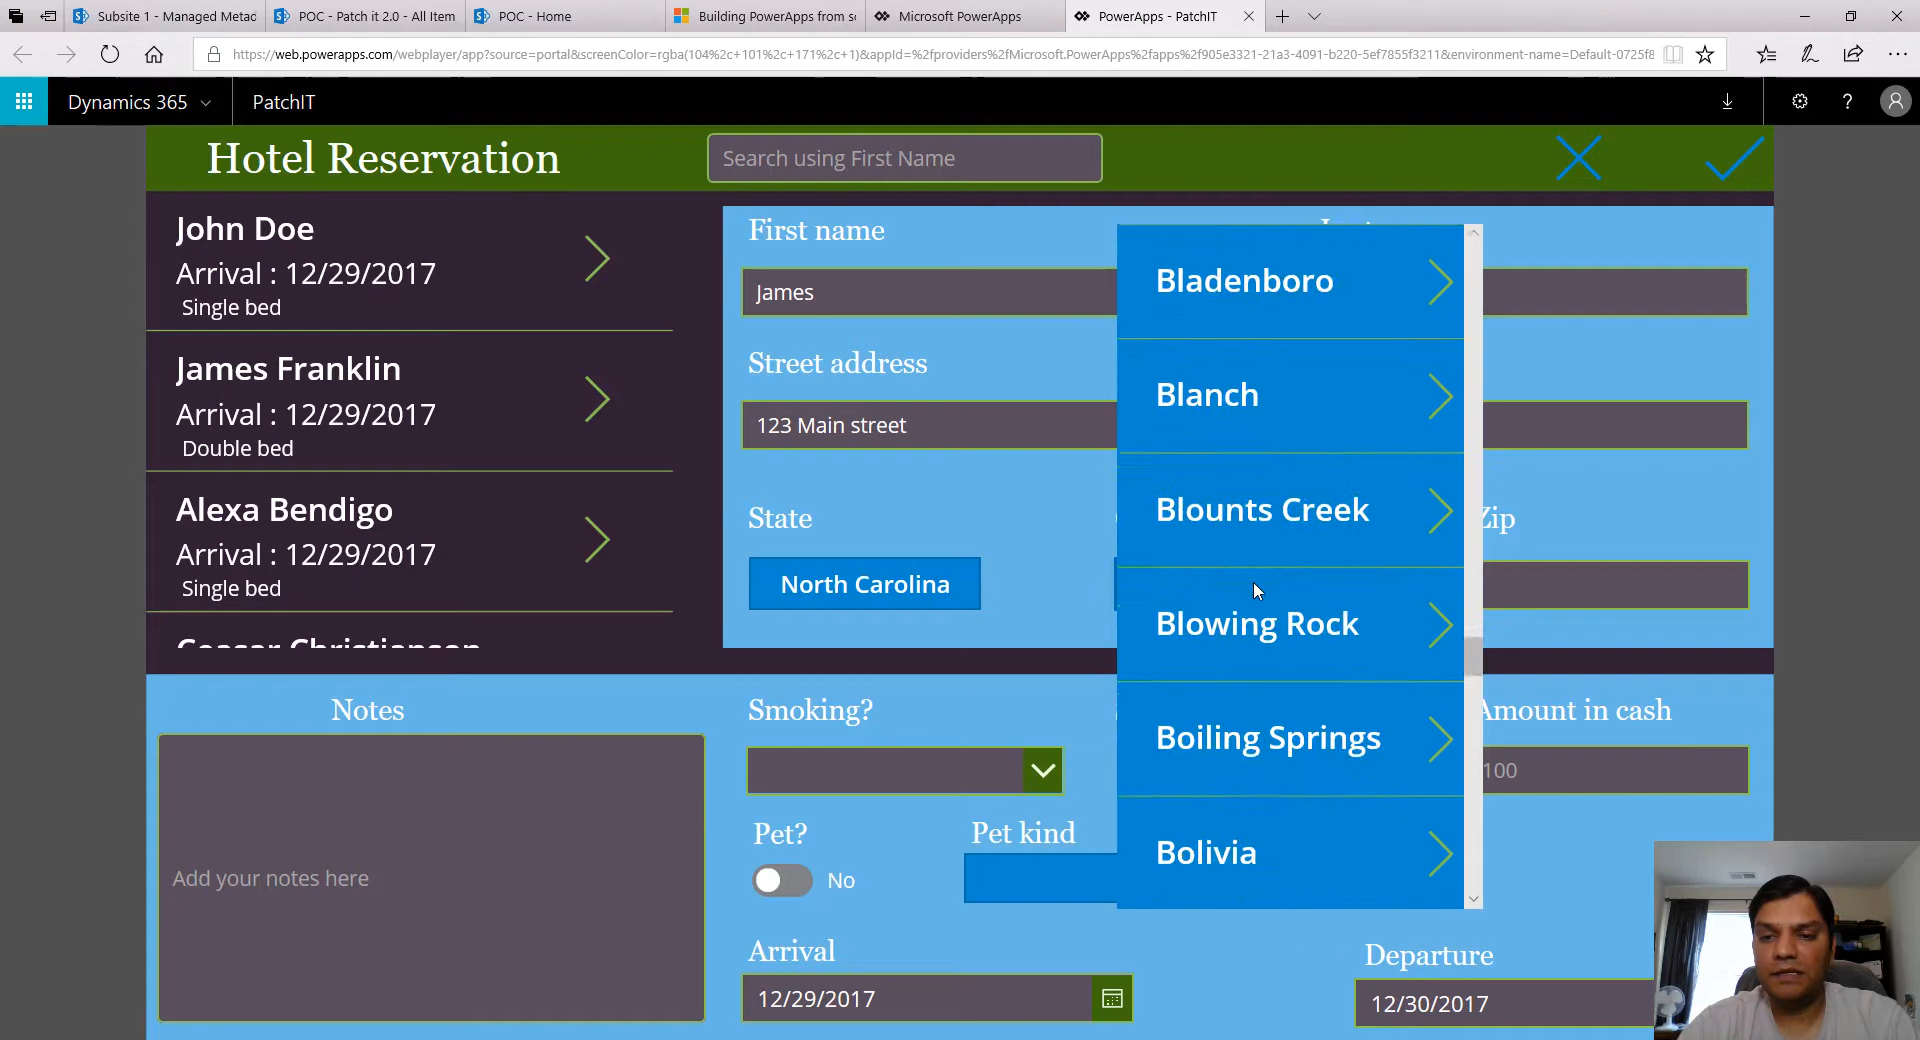 Subsite 1 - Managed Metad
POC - Patch it 2.0 - All Item
POC - Home
Building PowerApps from sc
Microsoft PowerApps
PowerApps - PatchIT
https://web.powerapps.com/webplayer/app?source=portal&screenColor=rgba(104%2c+101%2c+171%2c+1)&appId=%2fproviders%2fMicrosoft.PowerApps%2fapps%2f905e3321-21a3-4091-b220-5ef7855f3211&environment-name=Default-0725f8
Dynamics 365
PatchIT
?
Hotel Reservation
Search using First Name
John Doe
Arrival : 12/29/2017
Single bed
James Franklin
Arrival : 12/29/2017
Double bed
Alexa Bendigo
Arrival : 12/29/2017
Single bed
Ceasar Christianson
First name
James
Street address
123 Main street
State
North Carolina
Zip
Bladenboro
Blanch
Blounts Creek
Blowing Rock
Boiling Springs
Bolivia
Notes
Add your notes here
Smoking?
Amount in cash
100
Pet?
No
Pet kind
Arrival
12/29/2017
Departure
12/30/2017